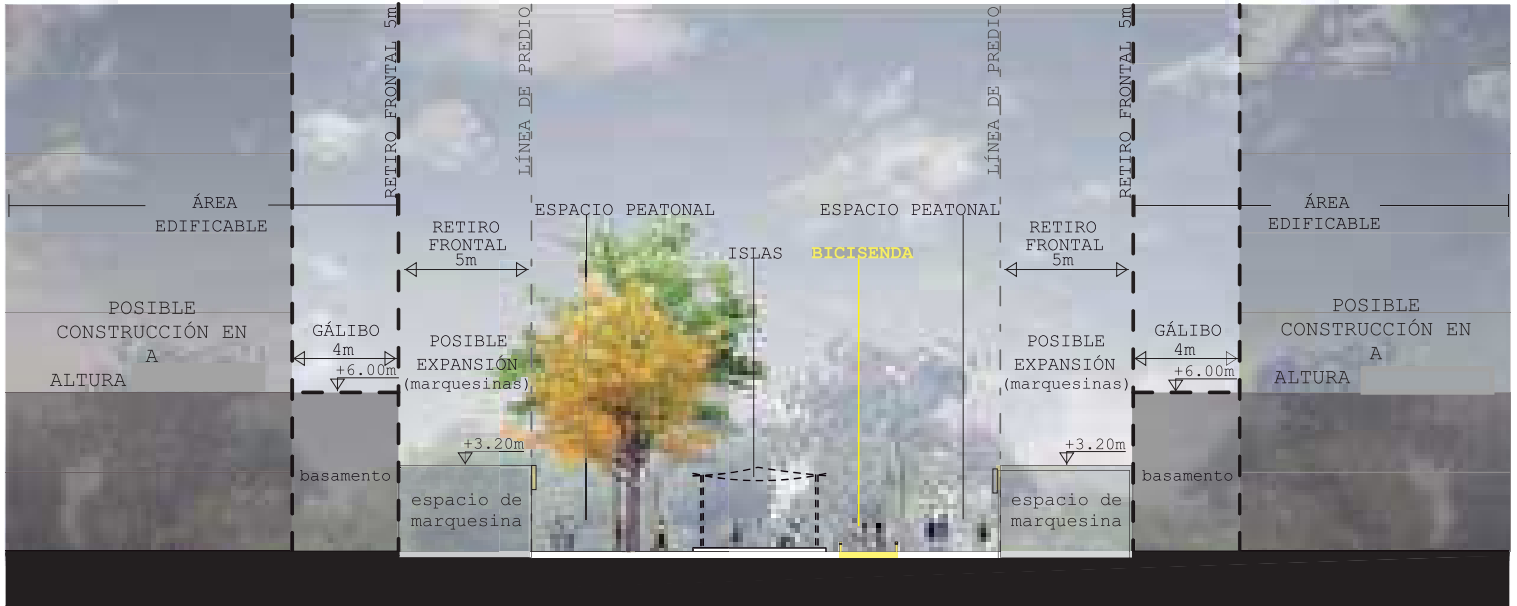 RETIRO FRONTAL 5m
LÍNEA DE PREDIO
LÍNEA DE PREDIO
RETIRO FRONTAL 5m
ÁREA
EDIFICABLE
RETIRO
FRONTAL
5m
ESPACIO PEATONAL
ISLAS
BICISENDA
ESPACIO PEATONAL
RETIRO
FRONTAL
5m
ÁREA
EDIFICABLE
POSIBLE
CONSTRUCCIÓN EN
A
ALTURA
GÁLIBO
4m
+6.00m
POSIBLE
EXPANSIÓN
(marquesinas)
POSIBLE
EXPANSIÓN
(marquesinas)
GÁLIBO
4m
+6.00m
POSIBLE
CONSTRUCCIÓN EN
A
ALTURA
basamento
+3.20m
espacio de
marquesina
+3.20m
espacio de
marquesina
basamento